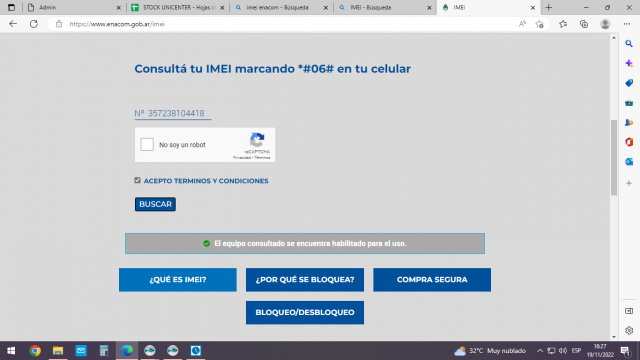 Admin
STOCK UNICENTER - Hojas d
imei enacom - Búsqueda
IMEI - Búsqueda
IMEI
https://www.enacom.gob.ar/imei
Consultá tu IMEI marcando *#06# en tu celular
Nº 357238104418
No soy un robot
reCAPTCHA
Privacidad - Términos
ACEPTO TERMINOS Y CONDICIONES
BUSCAR
El equipo consultado se encuentra habilitado para el uso.
¿QUÉ ES IMEI?
¿POR QUÉ SE BLOQUEA?
COMPRA SEGURA
BLOQUEO/DESBLOQUEO
32°C Muy nublado
ESP
16:27
19/11/2022